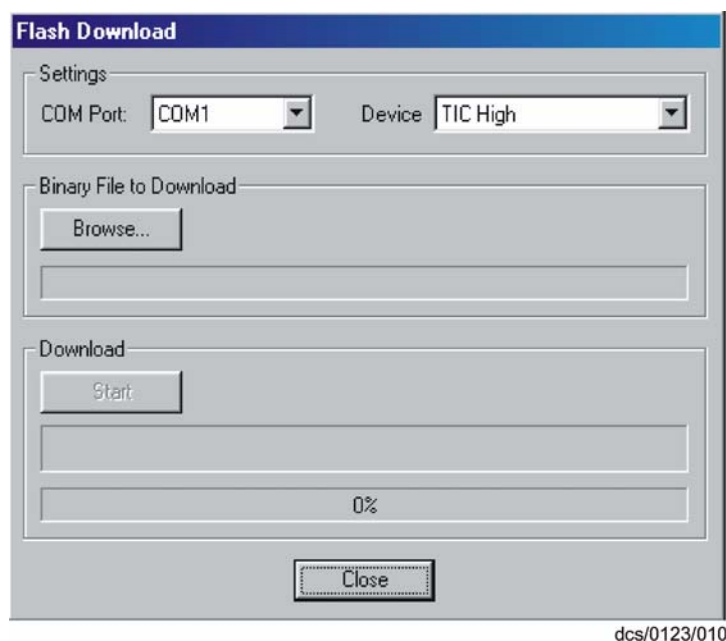 Flash Download
Settings
COM Port: COM1 Device TIC High
Binary File to Download
Browse...
Download
Start
0%
Close
dcs/0123/010